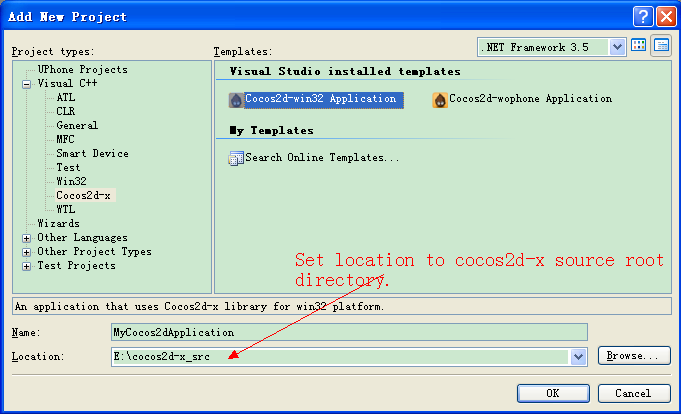 Add New Project
Project types:
Templates:
.NET Framework 3.5
UPhone Projects
Visual C++
ATL
CLR
General
MFC
Smart Device
Test
Win32
Cocos2d-x
WTL
Wizards
Other Languages
Other Project Types
Test Projects
Visual Studio installed templates
Cocos2d-win32 Application
Cocos2d-wophone Application
My Templates
Search Online Templates...
Set location to cocos2d-x source root
directory.
An application that uses Cocos2d-x library for win32 platform.
Name:
MyCocos2dApplication
Location:
E:\cocos2d-x_src
Browse...
OK
Cancel